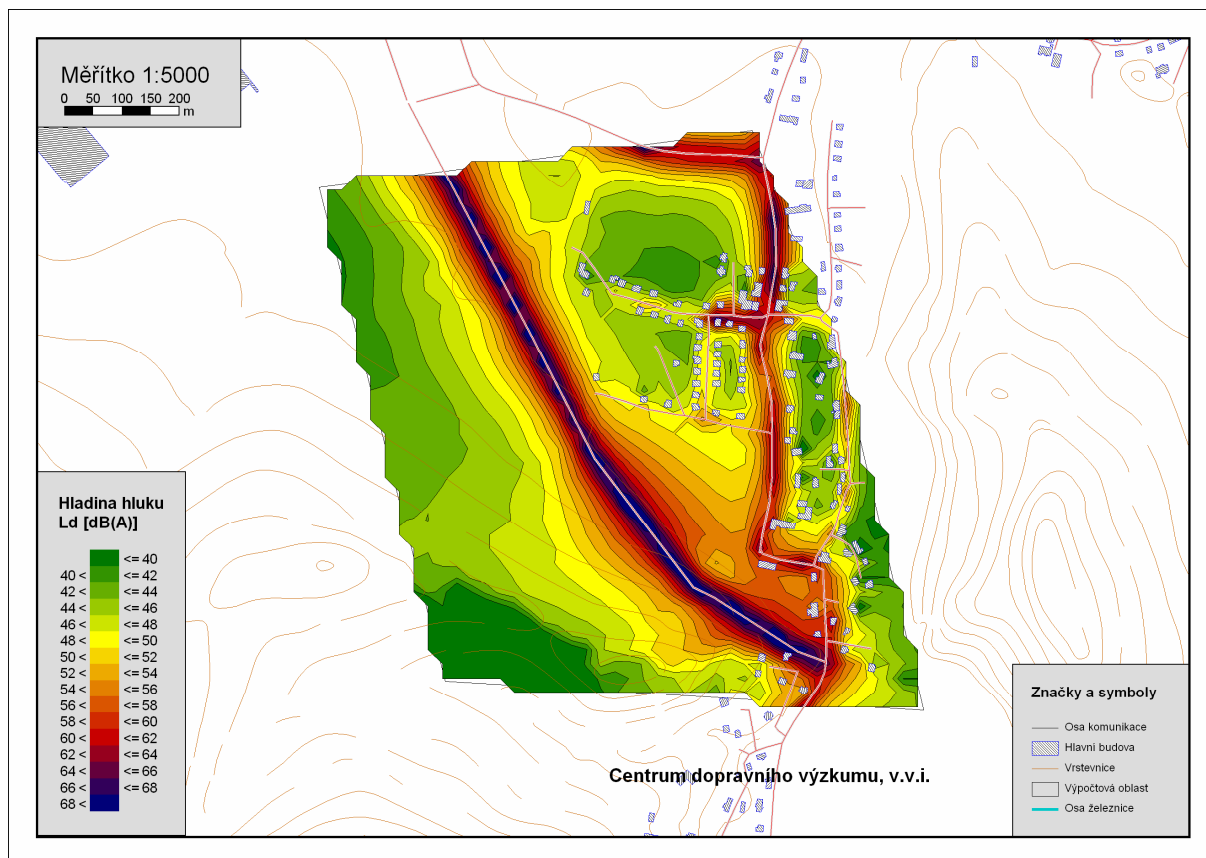 Měřítko 1:5000
0 50 100 150 200
m
Hladina hluku
Ld [dB(A)]
<= 40
40 < <= 42
42 < <= 44
44 < <= 46
46 < <= 48
48 < <= 50
50 < <= 52
52 < <= 54
54 < <= 56
56 < <= 58
58 < <= 60
60 < <= 62
62 < <= 64
64 < <= 66
66 < <= 68
68 <
Centrum dopravního výzkumu, v.v.i.
Značky a symboly
Osa komunikace
Hlavní budova
Vrstevnice
Výpočtová oblast
Osa železnice